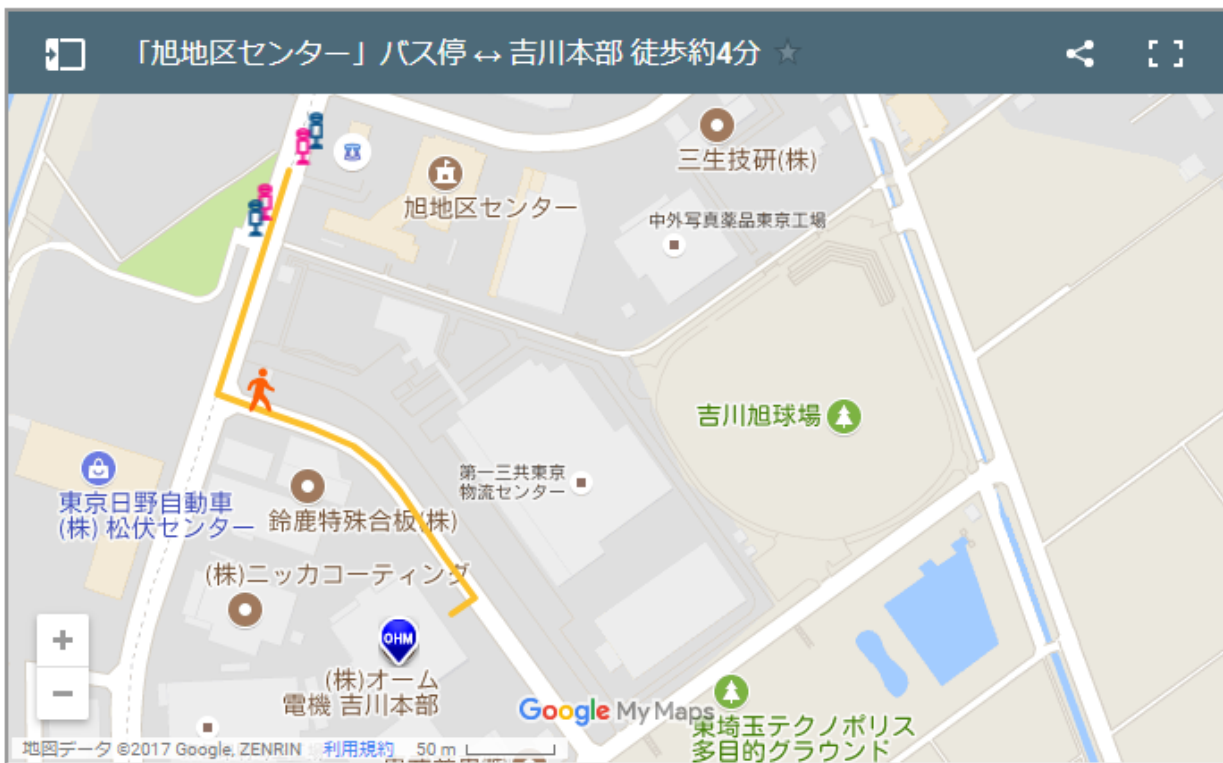 「旭地区センター」バス停 ↔ 吉川本部 徒歩約4分
三生技研(株)
旭地区センター
中外写真薬品東京工場
吉川旭球場
第一三共東京
物流センター
東京日野自動車
(株) 松伏センター
鈴鹿特殊合板(株)
(株)ニッカコーティング
OHM
(株)オーム
電機 吉川本部
Google My Maps
東埼玉テクノポリス
多目的グラウンド
地図データ ©2017 Google, ZENRIN 利用規約 50 m